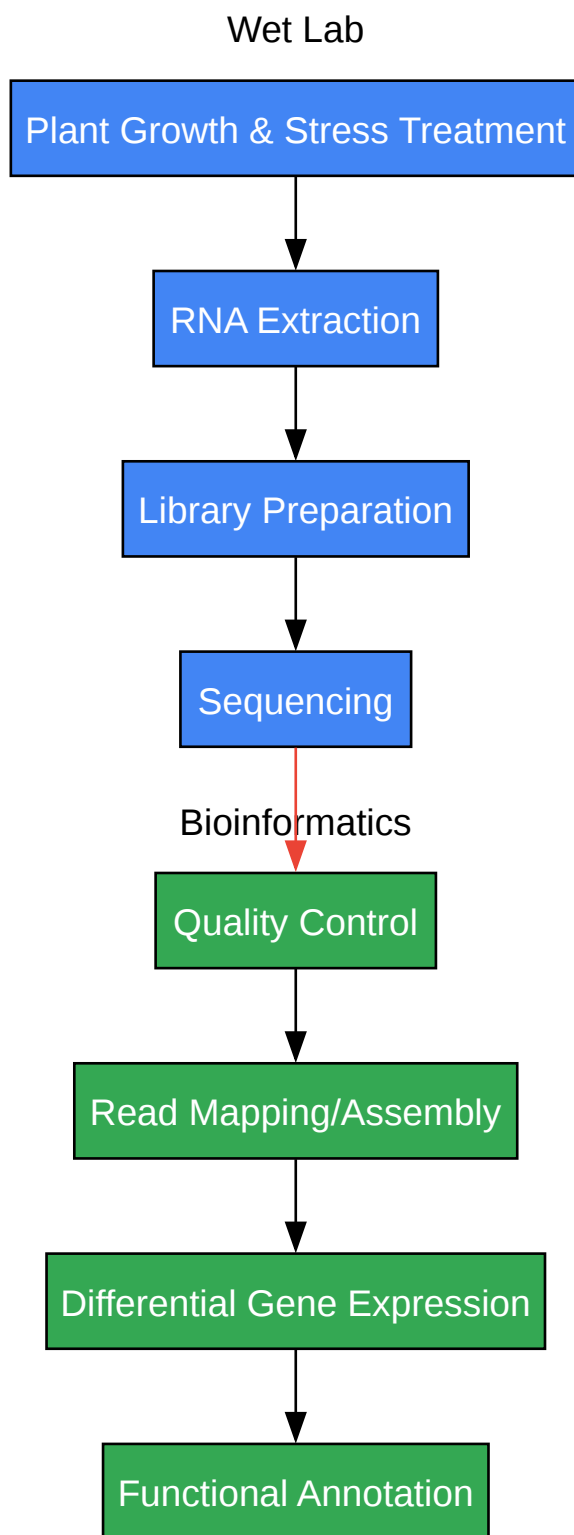 Wet Lab
Plant Growth & Stress Treatment
RNA Extraction
Library Preparation
Sequencing
Bioinformatics
Quality Control
Read Mapping/Assembly
Differential Gene Expression
Functional Annotation